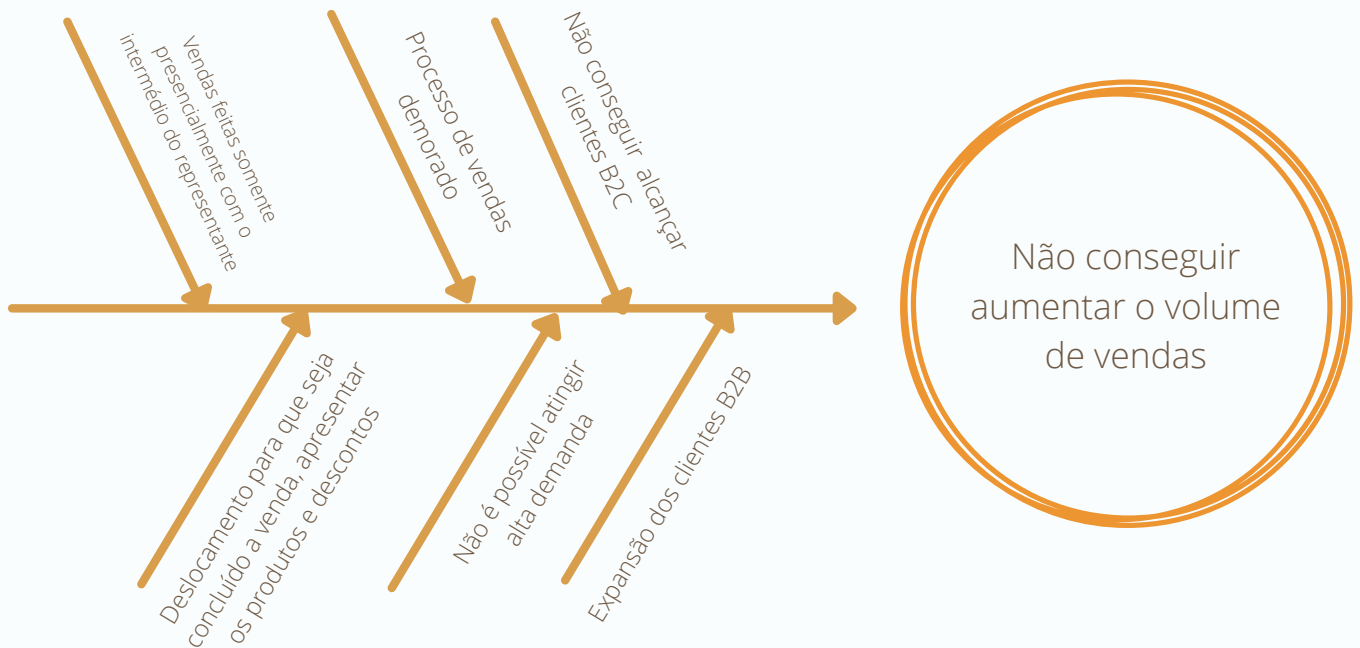 Vendas feitas somente
presencialmente com o
intermédio do representante
Processo de vendas
demorado
Não conseguir alcançar
clientes B2C
Deslocamento para que seja
concluído a venda, apresentar
os produtos e descontos
Não é possível atingir
alta demanda
Expansão dos clientes B2B
Não conseguir
aumentar o volume
de vendas